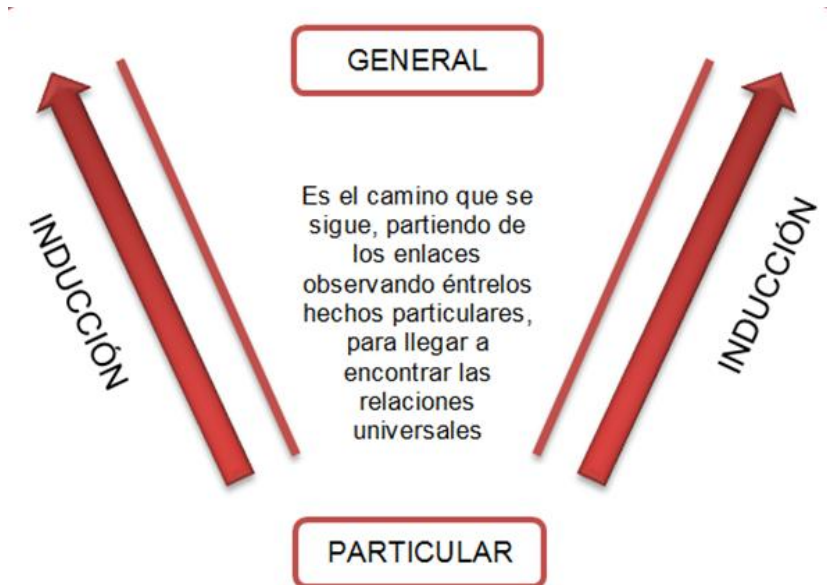 GENERAL
Es el camino que se
sigue, partiendo de
los enlaces
observando éntrelos
hechos particulares,
para llegar a
encontrar las
relaciones
universales
INDUCCIÓN
INDUCCIÓN
PARTICULAR